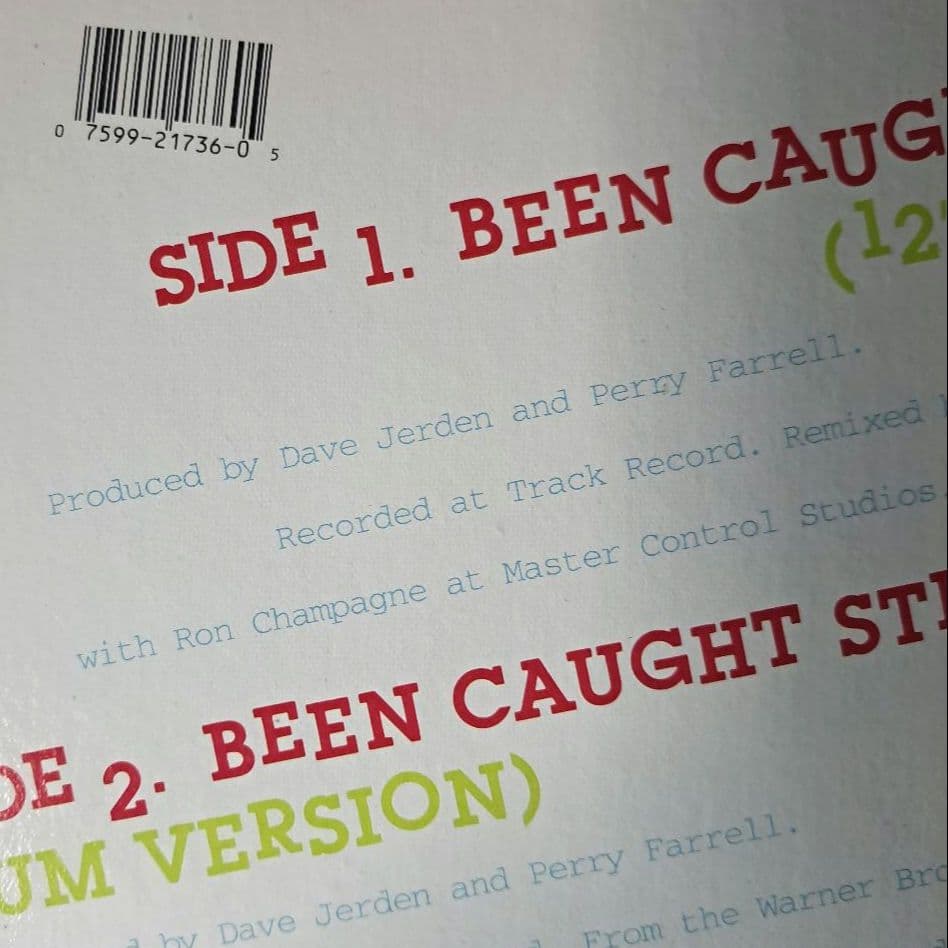 0 7599-21736-0 5
SIDE 1. BEEN CAUG
(12"
Produced by Dave Jerden and Perry Farrell.
Recorded at Track Record. Remixed
with Ron Champagne at Master Control Studios
DE 2. BEEN CAUGHT STE
UM VERSION)
by Dave Jerden and Perry Farrell.
From the Warner Bro